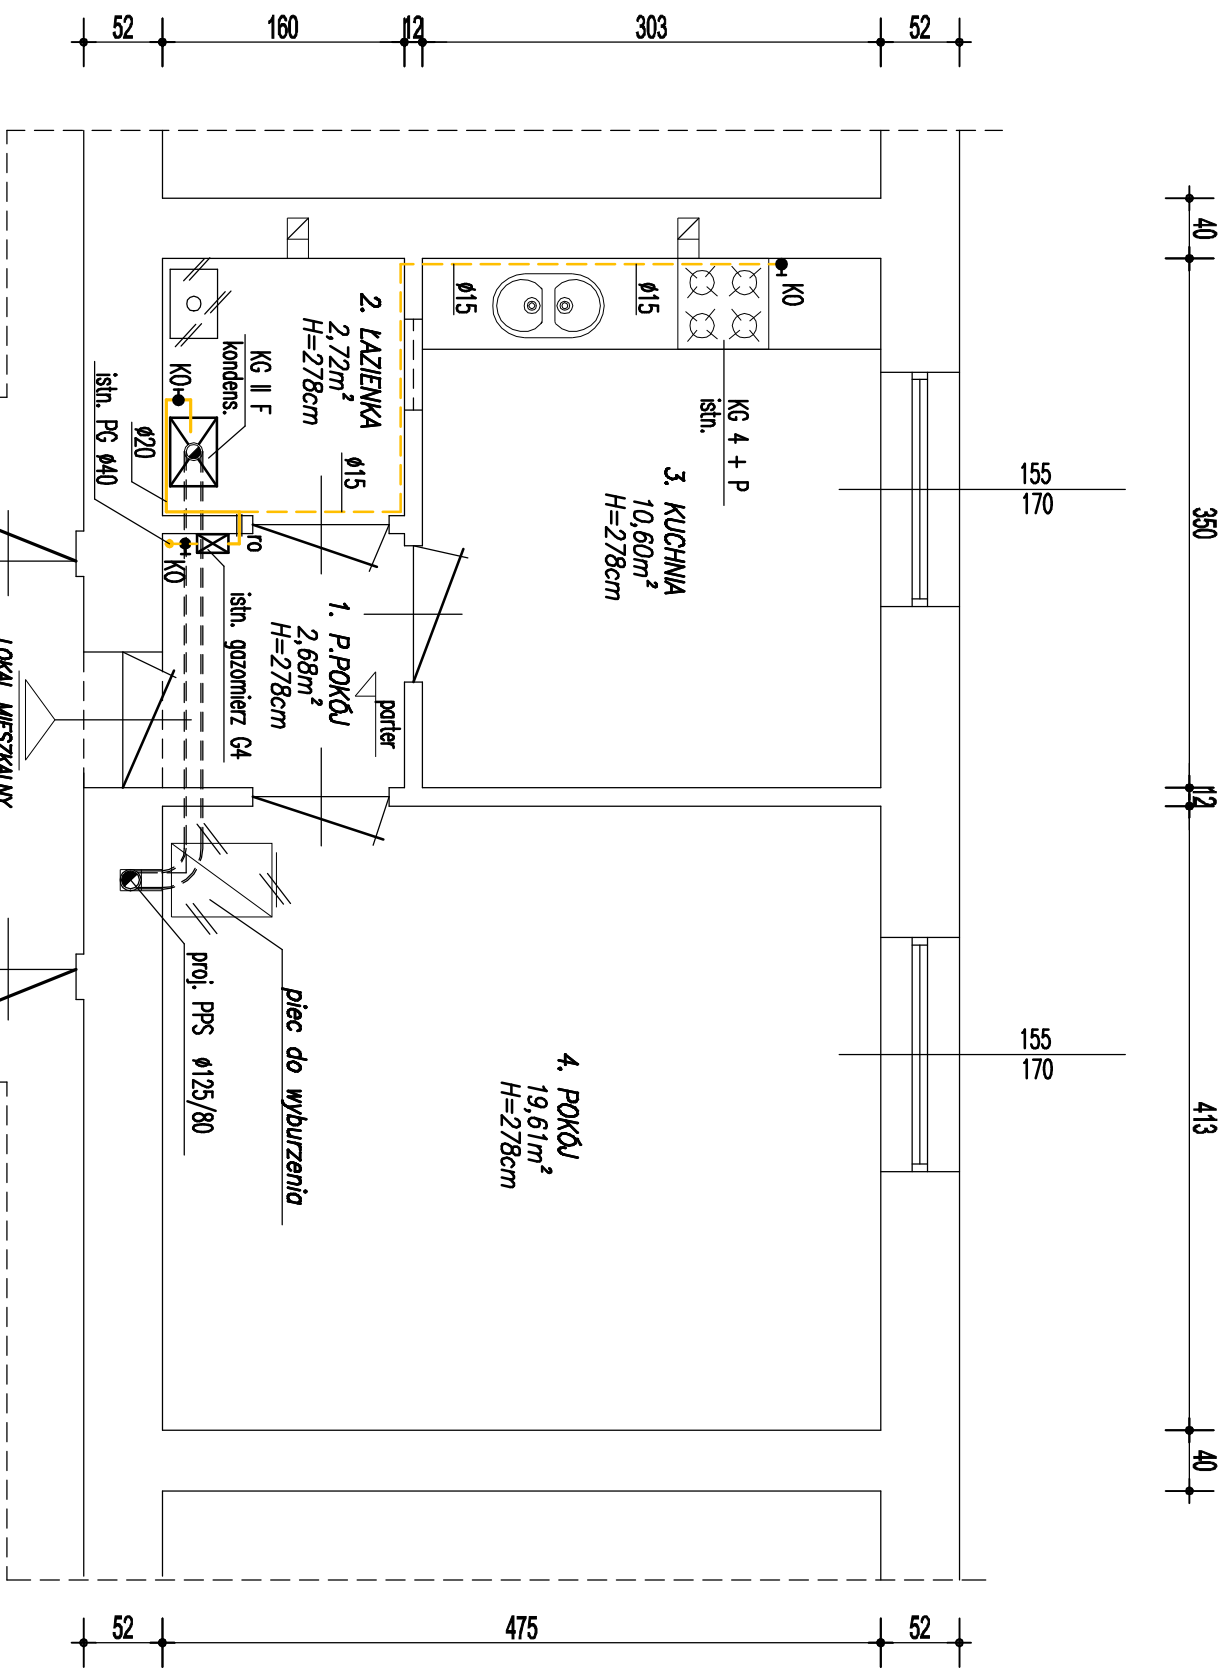 52
160
12
303
52
40
350
12
413
40
155
170
155
170
KO
ø15
ø15
KG 4 + P
istn.
2. ŁAZIENKA
2,72m²
H=278cm
KG II F
kondens.
KO
ø20
istn. PG ø40
ø15
3. KUCHNIA
10,60m²
H=278cm
ro
KO
istn. gazomierz G4
1. P.POKÓJ
2,68m²
H=278cm
parter
LOKAL MIESZKALNY
proj. PPS ø125/80
piec do wyburzenia
4. POKÓJ
19,61m²
H=278cm
52
475
52